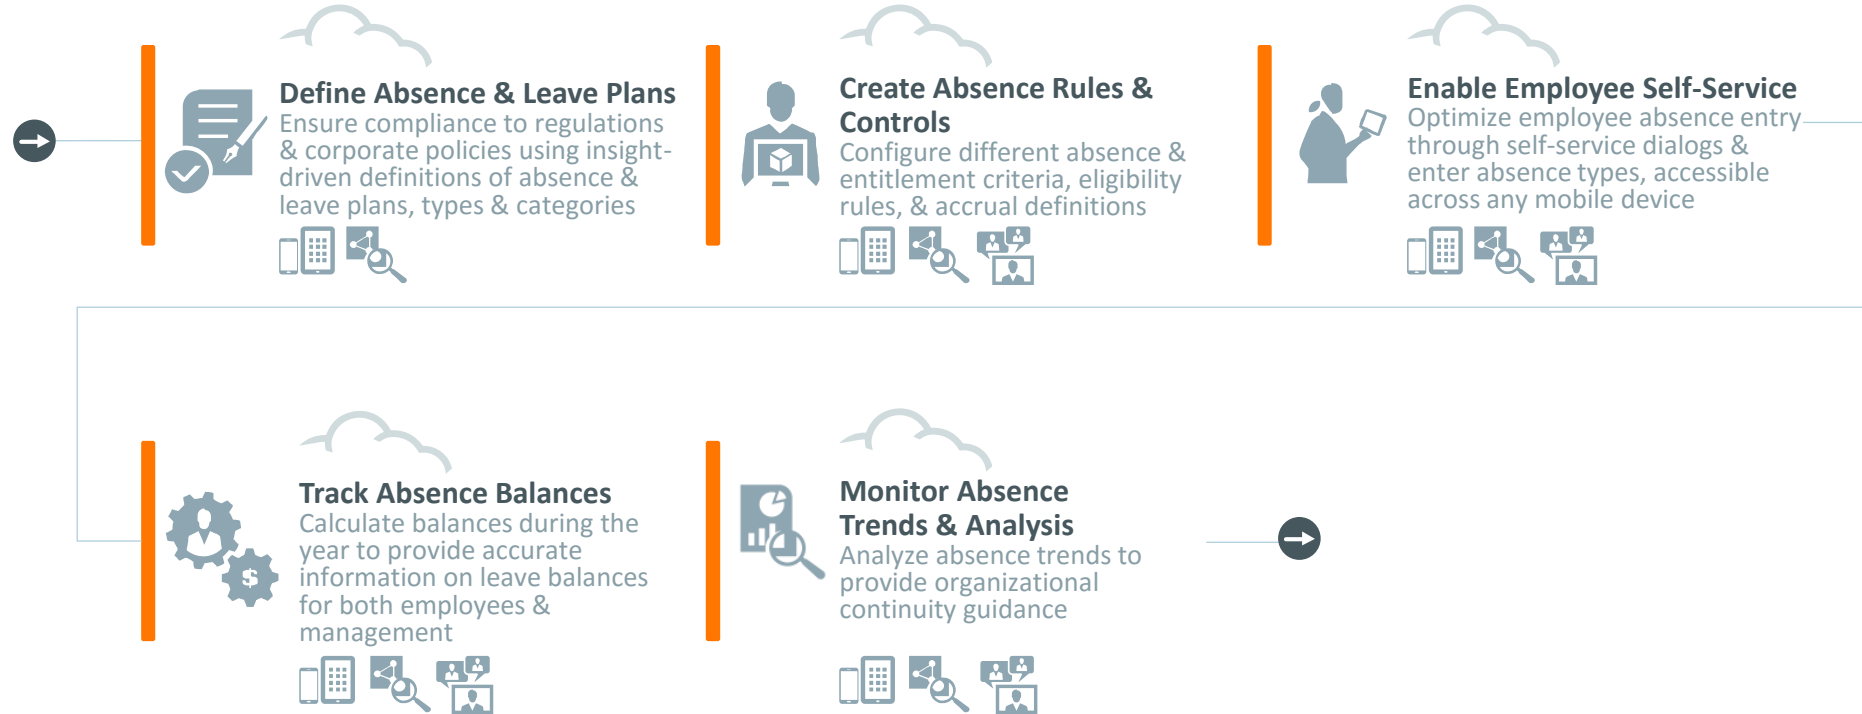 Define Absence & Leave Plans
Ensure compliance to regulations
& corporate policies using insight-
driven definitions of absence &
leave plans, types & categories
Create Absence Rules &
Controls
Configure different absence &
entitlement criteria, eligibility
rules, & accrual definitions
Enable Employee Self-Service
Optimize employee absence entry
through self-service dialogs &
enter absence types, accessible
across any mobile device
Track Absence Balances
Calculate balances during the
year to provide accurate
information on leave balances
for both employees &
management
$
Monitor Absence
Trends & Analysis
Analyze absence trends to
provide organizational
continuity guidance